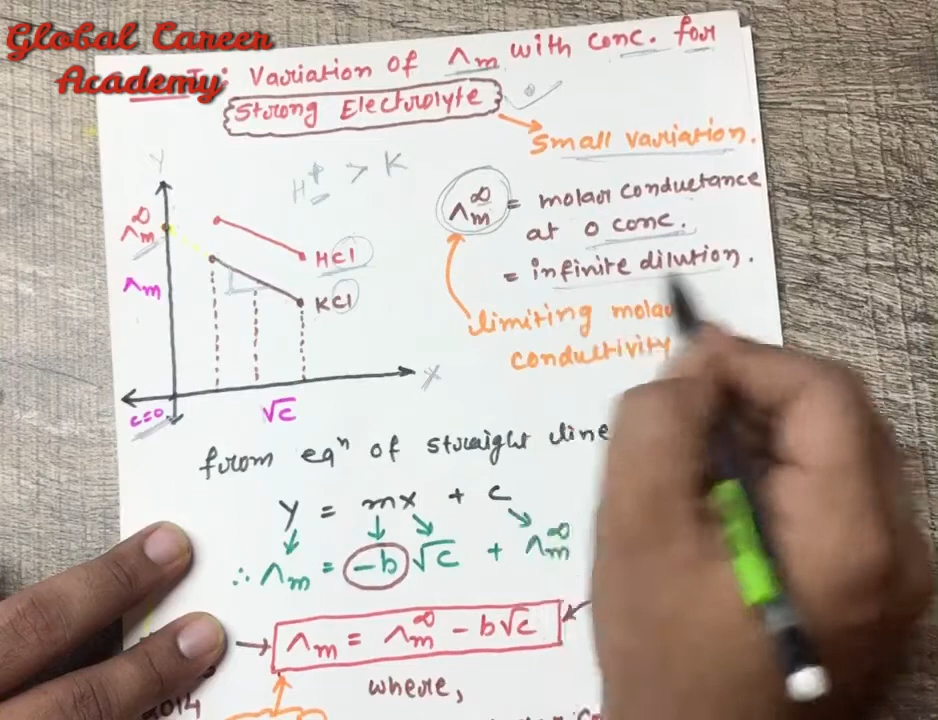 Global Career
Academy
: Variation of Λm with conc. for
Strong Electrolyte
Small variation.
Y
H+ > K
Λm∞
Λm
HCl
KCl
X
c=0
√c
Λm∞ = molar conductance
at 0 conc.
= infinite dilution.
limiting molar
conductivity
from eqn of straight line
Y = mx + c
∴ Λm = -b √c + Λm∞
Λm = Λm∞ - b√c
where,
2014